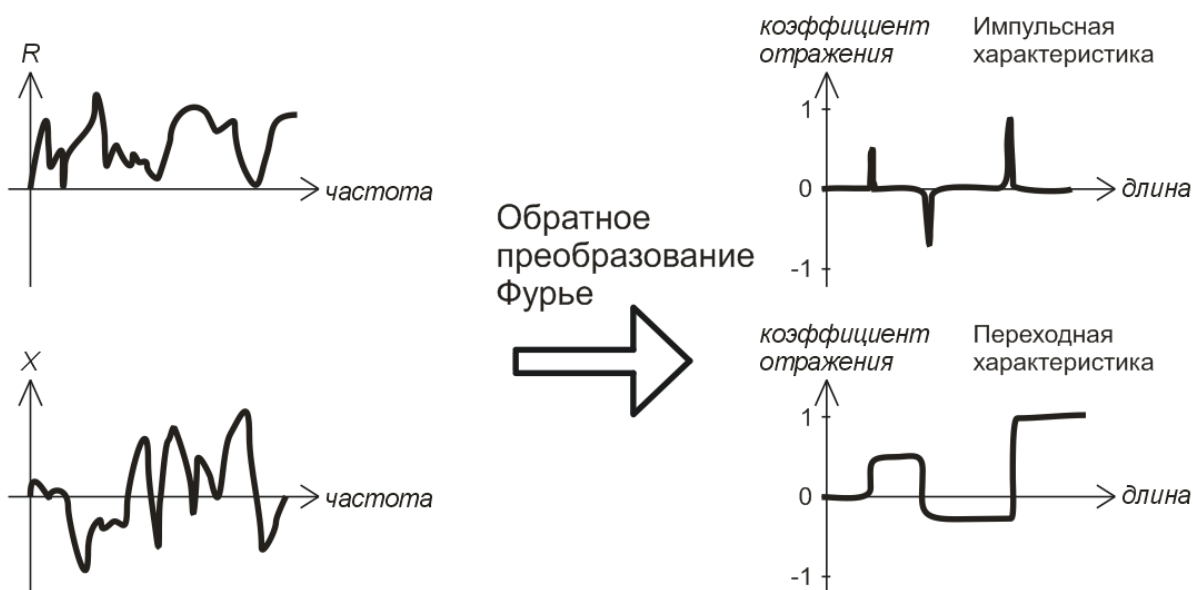 R
частота
X
частота
Обратное
преобразование
Фурье
коэффициент
отражения
Импульсная
характеристика
1
0
-1
длина
коэффициент
отражения
Переходная
характеристика
1
0
-1
длина